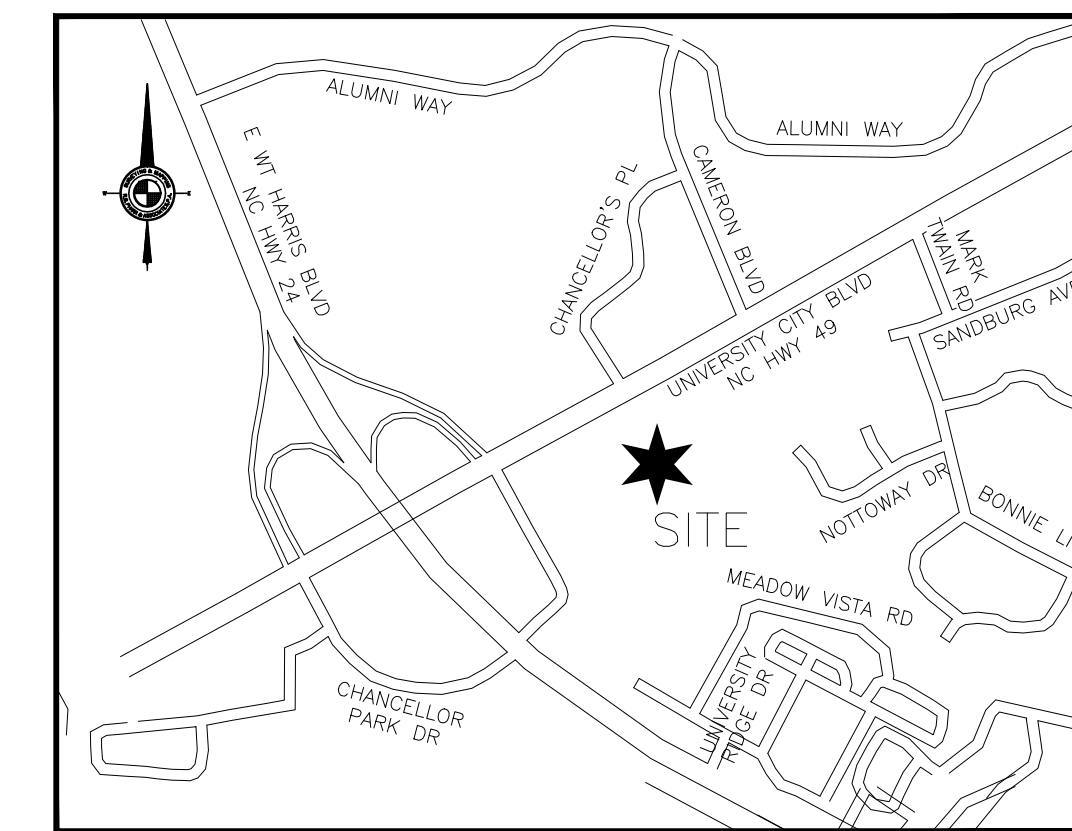 ALUMNI WAY
ALUMNI WAY
E WT HARRIS BLVD
NC HWY 24
CHANCELLOR'S PL
CAMERON BLVD
MARK
TWAIN RD
UNIVERSITY CITY BLVD
NC HWY 49
SANDBURG AVE
SITE
NOTTOWAY DR
BONNIE
MEADOW VISTA RD
UNIVERSITY
RIDGE DR
CHANCELLOR
PARK DR